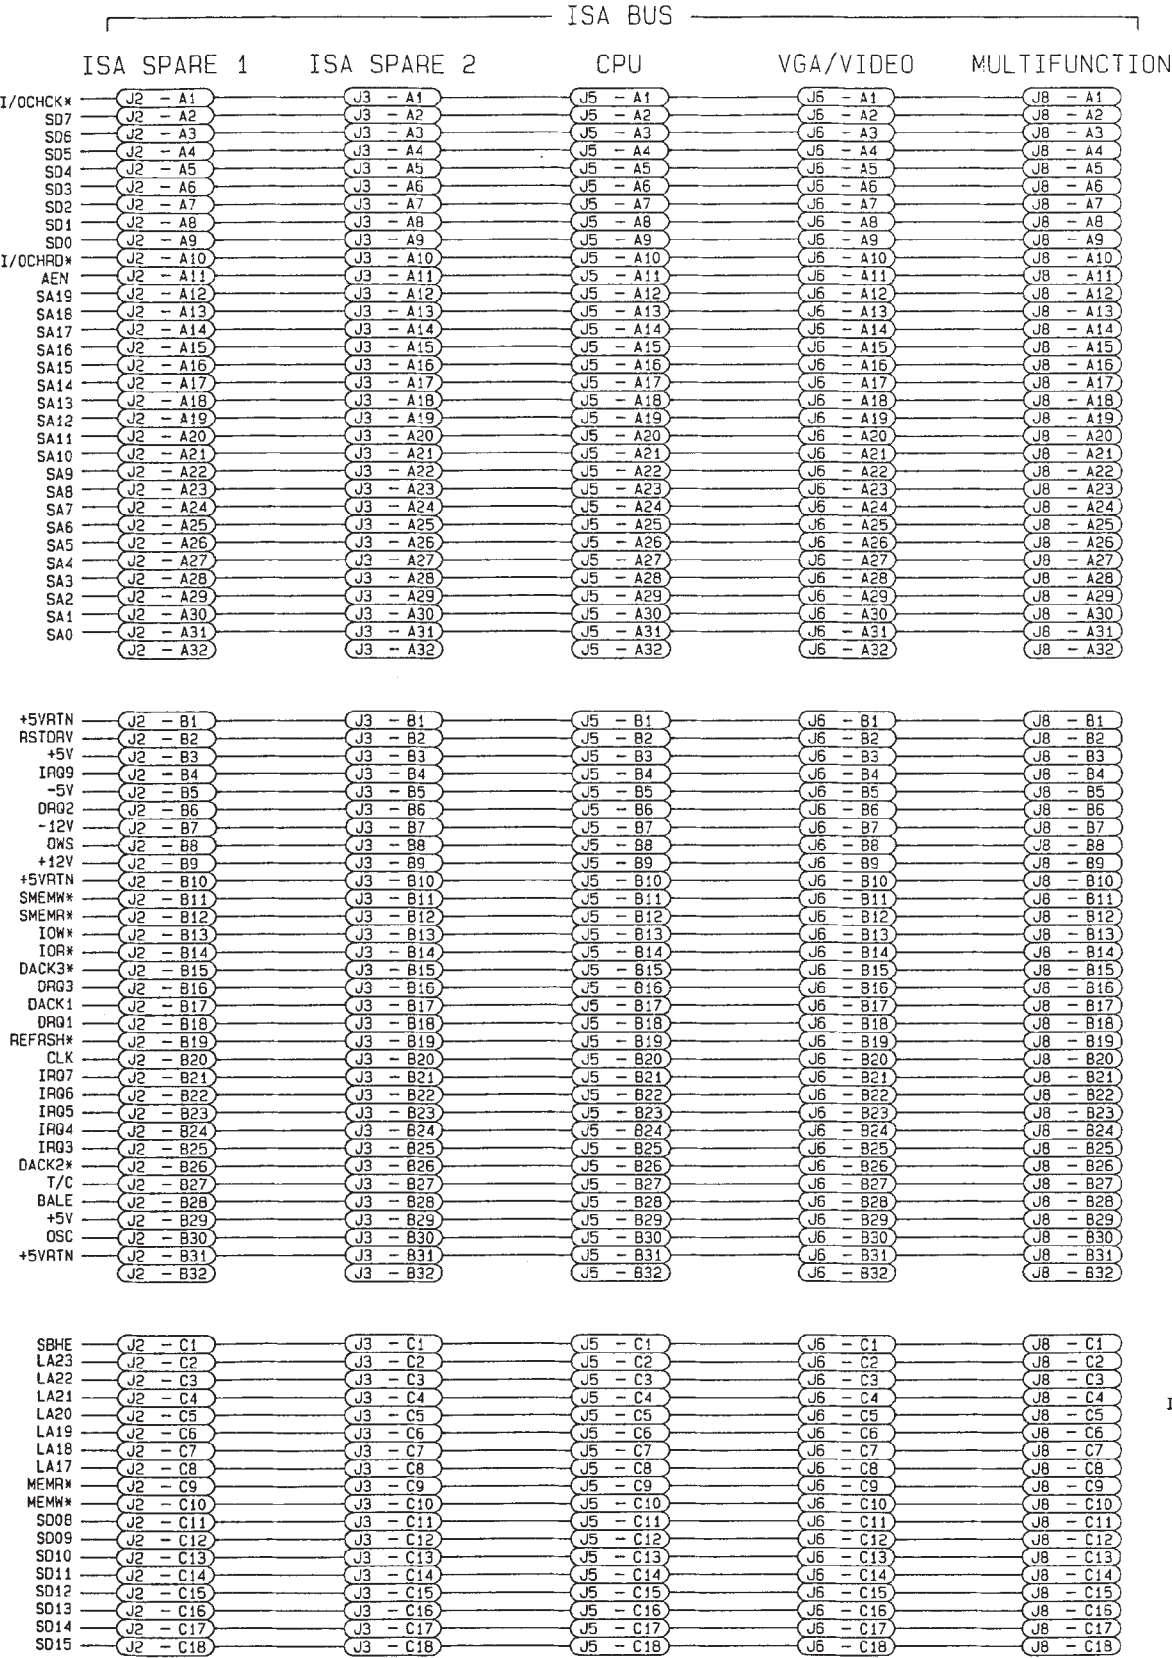 ISA BUS
ISA SPARE 1 ISA SPARE 2 CPU VGA/VIDEO MULTIFUNCTION
I/OCHCK* J2 - A1 J3 - A1 J5 - A1 J6 - A1 J8 - A1
SD7 J2 - A2 J3 - A2 J5 - A2 J6 - A2 J8 - A2
SD6 J2 - A3 J3 - A3 J5 - A3 J6 - A3 J8 - A3
SD5 J2 - A4 J3 - A4 J5 - A4 J6 - A4 J8 - A4
SD4 J2 - A5 J3 - A5 J5 - A5 J6 - A5 J8 - A5
SD3 J2 - A6 J3 - A6 J5 - A6 J6 - A6 J8 - A6
SD2 J2 - A7 J3 - A7 J5 - A7 J6 - A7 J8 - A7
SD1 J2 - A8 J3 - A8 J5 - A8 J6 - A8 J8 - A8
SD0 J2 - A9 J3 - A9 J5 - A9 J6 - A9 J8 - A9
I/OCHRD* J2 - A10 J3 - A10 J5 - A10 J6 - A10 J8 - A10
AEN J2 - A11 J3 - A11 J5 - A11 J6 - A11 J8 - A11
SA19 J2 - A12 J3 - A12 J5 - A12 J6 - A12 J8 - A12
SA18 J2 - A13 J3 - A13 J5 - A13 J6 - A13 J8 - A13
SA17 J2 - A14 J3 - A14 J5 - A14 J6 - A14 J8 - A14
SA16 J2 - A15 J3 - A15 J5 - A15 J6 - A15 J8 - A15
SA15 J2 - A16 J3 - A16 J5 - A16 J6 - A16 J8 - A16
SA14 J2 - A17 J3 - A17 J5 - A17 J6 - A17 J8 - A17
SA13 J2 - A18 J3 - A18 J5 - A18 J6 - A18 J8 - A18
SA12 J2 - A19 J3 - A19 J5 - A19 J6 - A19 J8 - A19
SA11 J2 - A20 J3 - A20 J5 - A20 J6 - A20 J8 - A20
SA10 J2 - A21 J3 - A21 J5 - A21 J6 - A21 J8 - A21
SA9 J2 - A22 J3 - A22 J5 - A22 J6 - A22 J8 - A22
SA8 J2 - A23 J3 - A23 J5 - A23 J6 - A23 J8 - A23
SA7 J2 - A24 J3 - A24 J5 - A24 J6 - A24 J8 - A24
SA6 J2 - A25 J3 - A25 J5 - A25 J6 - A25 J8 - A25
SA5 J2 - A26 J3 - A26 J5 - A26 J6 - A26 J8 - A26
SA4 J2 - A27 J3 - A27 J5 - A27 J6 - A27 J8 - A27
SA3 J2 - A28 J3 - A28 J5 - A28 J6 - A28 J8 - A28
SA2 J2 - A29 J3 - A29 J5 - A29 J6 - A29 J8 - A29
SA1 J2 - A30 J3 - A30 J5 - A30 J6 - A30 J8 - A30
SA0 J2 - A31 J3 - A31 J5 - A31 J6 - A31 J8 - A31
J2 - A32 J3 - A32 J5 - A32 J6 - A32 J8 - A32
+5VRTN J2 - B1 J3 - B1 J5 - B1 J6 - B1 J8 - B1
RSTDRV J2 - B2 J3 - B2 J5 - B2 J6 - B2 J8 - B2
+5V J2 - B3 J3 - B3 J5 - B3 J6 - B3 J8 - B3
IRQ9 J2 - B4 J3 - B4 J5 - B4 J6 - B4 J8 - B4
-5V J2 - B5 J3 - B5 J5 - B5 J6 - B5 J8 - B5
DRQ2 J2 - B6 J3 - B6 J5 - B6 J6 - B6 J8 - B6
-12V J2 - B7 J3 - B7 J5 - B7 J6 - B7 J8 - B7
OWS J2 - B8 J3 - B8 J5 - B8 J6 - B8 J8 - B8
+12V J2 - B9 J3 - B9 J5 - B9 J6 - B9 J8 - B9
+5VRTN J2 - B10 J3 - B10 J5 - B10 J6 - B10 J8 - B10
SMEMW* J2 - B11 J3 - B11 J5 - B11 J6 - B11 J8 - B11
SMEMR* J2 - B12 J3 - B12 J5 - B12 J6 - B12 J8 - B12
IOW* J2 - B13 J3 - B13 J5 - B13 J6 - B13 J8 - B13
IOR* J2 - B14 J3 - B14 J5 - B14 J6 - B14 J8 - B14
DACK3* J2 - B15 J3 - B15 J5 - B15 J6 - B15 J8 - B15
DRQ3 J2 - B16 J3 - B16 J5 - B16 J6 - B16 J8 - B16
DACK1 J2 - B17 J3 - B17 J5 - B17 J6 - B17 J8 - B17
DRQ1 J2 - B18 J3 - B18 J5 - B18 J6 - B18 J8 - B18
REFRSH* J2 - B19 J3 - B19 J5 - B19 J6 - B19 J8 - B19
CLK J2 - B20 J3 - B20 J5 - B20 J6 - B20 J8 - B20
IRQ7 J2 - B21 J3 - B21 J5 - B21 J6 - B21 J8 - B21
IRQ6 J2 - B22 J3 - B22 J5 - B22 J6 - B22 J8 - B22
IRQ5 J2 - B23 J3 - B23 J5 - B23 J6 - B23 J8 - B23
IRQ4 J2 - B24 J3 - B24 J5 - B24 J6 - B24 J8 - B24
IRQ3 J2 - B25 J3 - B25 J5 - B25 J6 - B25 J8 - B25
DACK2* J2 - B26 J3 - B26 J5 - B26 J6 - B26 J8 - B26
T/C J2 - B27 J3 - B27 J5 - B27 J6 - B27 J8 - B27
BALE J2 - B28 J3 - B28 J5 - B28 J6 - B28 J8 - B28
+5V J2 - B29 J3 - B29 J5 - B29 J6 - B29 J8 - B29
OSC J2 - B30 J3 - B30 J5 - B30 J6 - B30 J8 - B30
+5VRTN J2 - B31 J3 - B31 J5 - B31 J6 - B31 J8 - B31
J2 - B32 J3 - B32 J5 - B32 J6 - B32 J8 - B32
SBHE J2 - C1 J3 - C1 J5 - C1 J6 - C1 J8 - C1
LA23 J2 - C2 J3 - C2 J5 - C2 J6 - C2 J8 - C2
LA22 J2 - C3 J3 - C3 J5 - C3 J6 - C3 J8 - C3
LA21 J2 - C4 J3 - C4 J5 - C4 J6 - C4 J8 - C4
I
LA20 J2 - C5 J3 - C5 J5 - C5 J6 - C5 J8 - C5
LA19 J2 - C6 J3 - C6 J5 - C6 J6 - C6 J8 - C6
LA18 J2 - C7 J3 - C7 J5 - C7 J6 - C7 J8 - C7
LA17 J2 - C8 J3 - C8 J5 - C8 J6 - C8 J8 - C8
MEMR* J2 - C9 J3 - C9 J5 - C9 J6 - C9 J8 - C9
MEMW* J2 - C10 J3 - C10 J5 - C10 J6 - C10 J8 - C10
SD08 J2 - C11 J3 - C11 J5 - C11 J6 - C11 J8 - C11
SD09 J2 - C12 J3 - C12 J5 - C12 J6 - C12 J8 - C12
SD10 J2 - C13 J3 - C13 J5 - C13 J6 - C13 J8 - C13
SD11 J2 - C14 J3 - C14 J5 - C14 J6 - C14 J8 - C14
SD12 J2 - C15 J3 - C15 J5 - C15 J6 - C15 J8 - C15
SD13 J2 - C16 J3 - C16 J5 - C16 J6 - C16 J8 - C16
SD14 J2 - C17 J3 - C17 J5 - C17 J6 - C17 J8 - C17
SD15 J2 - C18 J3 - C18 J5 - C18 J6 - C18 J8 - C18